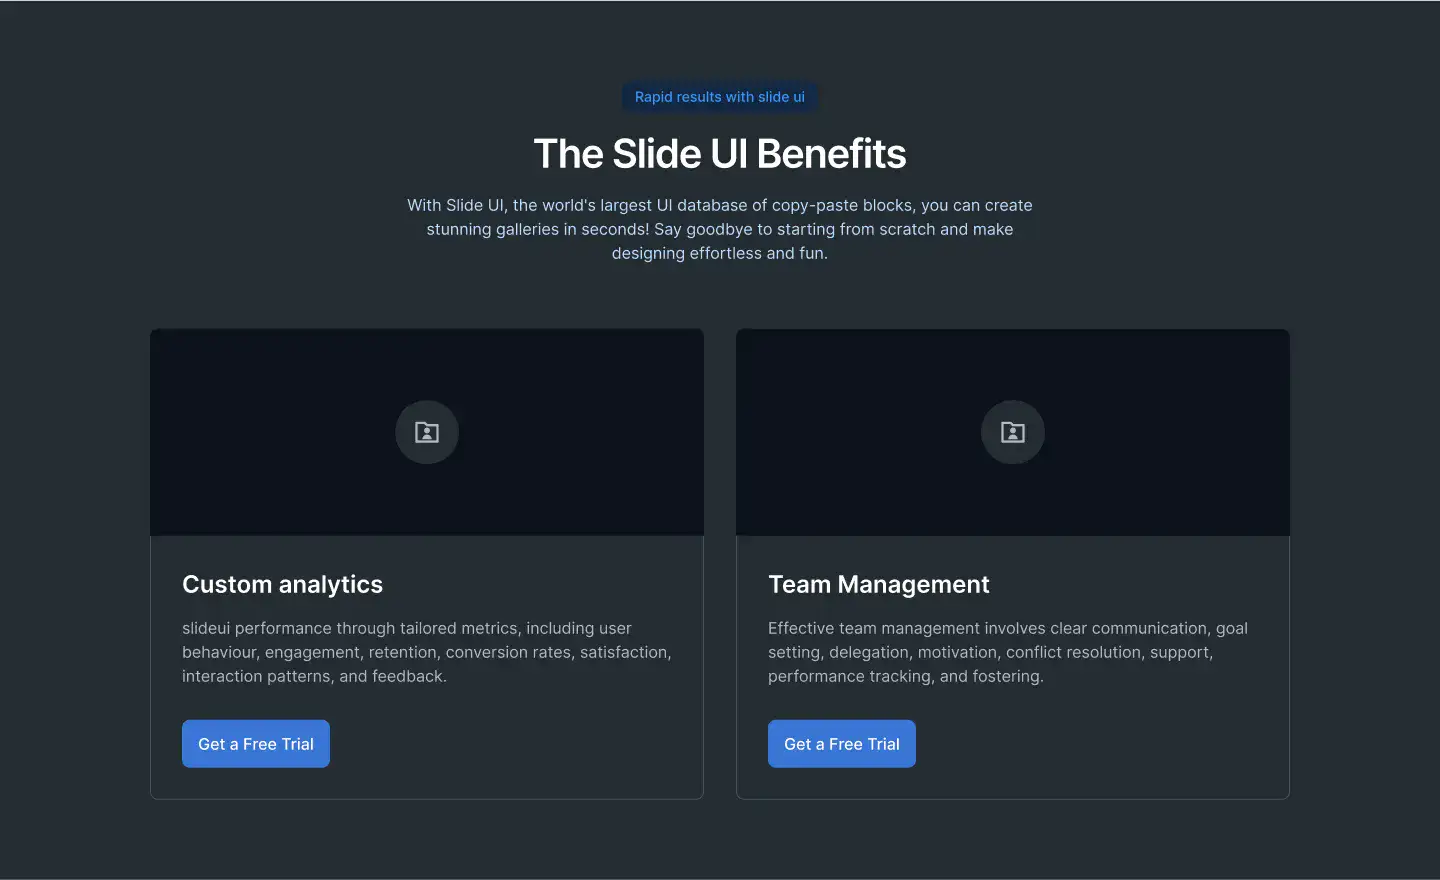 Rapid results with slide ui
The Slide UI Benefits
With Slide UI, the world's largest UI database of copy-paste blocks, you can create
stunning galleries in seconds! Say goodbye to starting from scratch and make
designing effortless and fun.
Custom analytics
slideui performance through tailored metrics, including user
behaviour, engagement, retention, conversion rates, satisfaction,
interaction patterns, and feedback.
Get a Free Trial
Team Management
Effective team management involves clear communication, goal
setting, delegation, motivation, conflict resolution, support,
performance tracking, and fostering.
Get a Free Trial